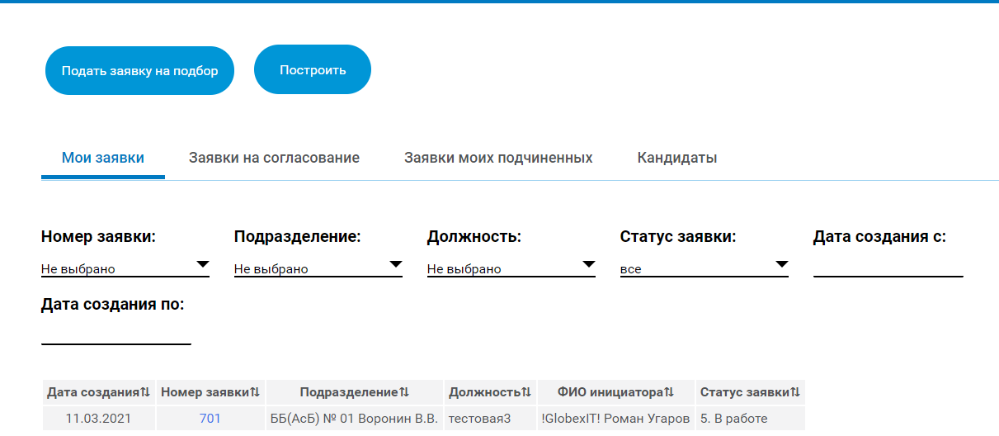 Подать заявку на подбор
Построить
Мои заявки Заявки на согласование Заявки моих подчиненных Кандидаты
Номер заявки: Подразделение: Должность: Статус заявки: Дата создания с:
Не выбрано Не выбрано Не выбрано все
Дата создания по:
Дата создания⇅ Номер заявки⇅ Подразделение⇅ Должность⇅ ФИО инициатора⇅ Статус заявки⇅
11.03.2021 701 ББ(АсБ) № 01 Воронин В.В. тестовая3 !GlobexIT! Роман Угаров 5. В работе